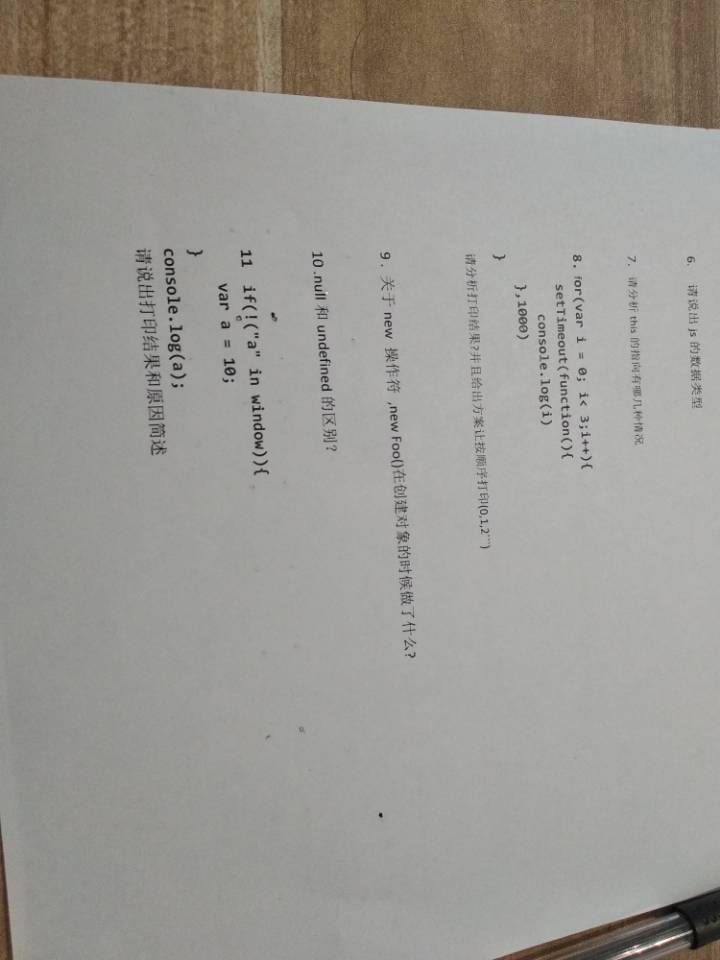 6. 请说出 js 的数据类型
7. 请分析 this 的指向有哪几种情况
8. for(var i = 0; i< 3;i++){
setTimeout(function(){
console.log(i)
},1000)
}
请分析打印结果?并且给出方案让按顺序打印(0,1,2···)
9. 关于 new 操作符 ,new Foo()在创建对象的时候做了什么?
10 .null 和 undefined 的区别?
11 if(!("a" in window)){
var a = 10;
}
console.log(a);
请说出打印结果和原因简述